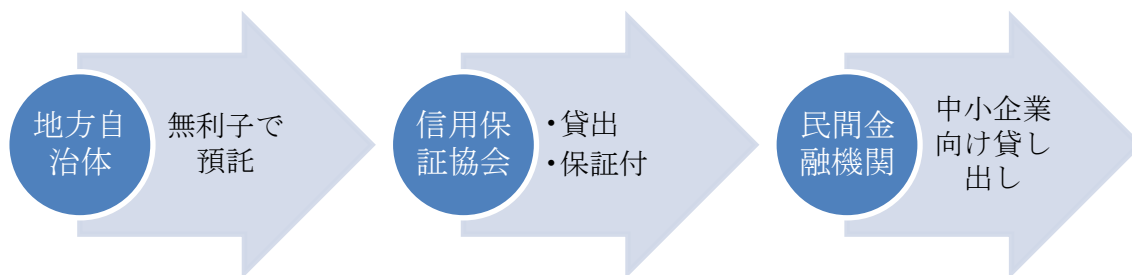 地方自
治体
無利子で
預託
信用保
証協会
・貸出
・保証付
民間金
融機関
中小企業
向け貸し
出し